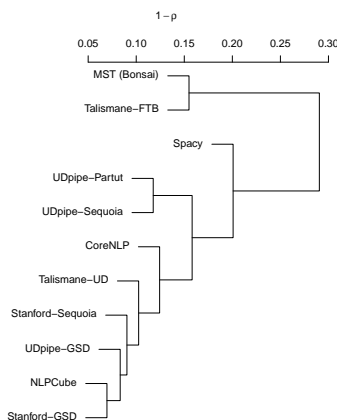 1−ρ
0.05 0.10 0.15 0.20 0.25 0.30
MST (Bonsai)
Talismane−FTB
Spacy
UDpipe−Partut
UDpipe−Sequoia
CoreNLP
Talismane−UD
Stanford−Sequoia
UDpipe−GSD
NLPCube
Stanford−GSD